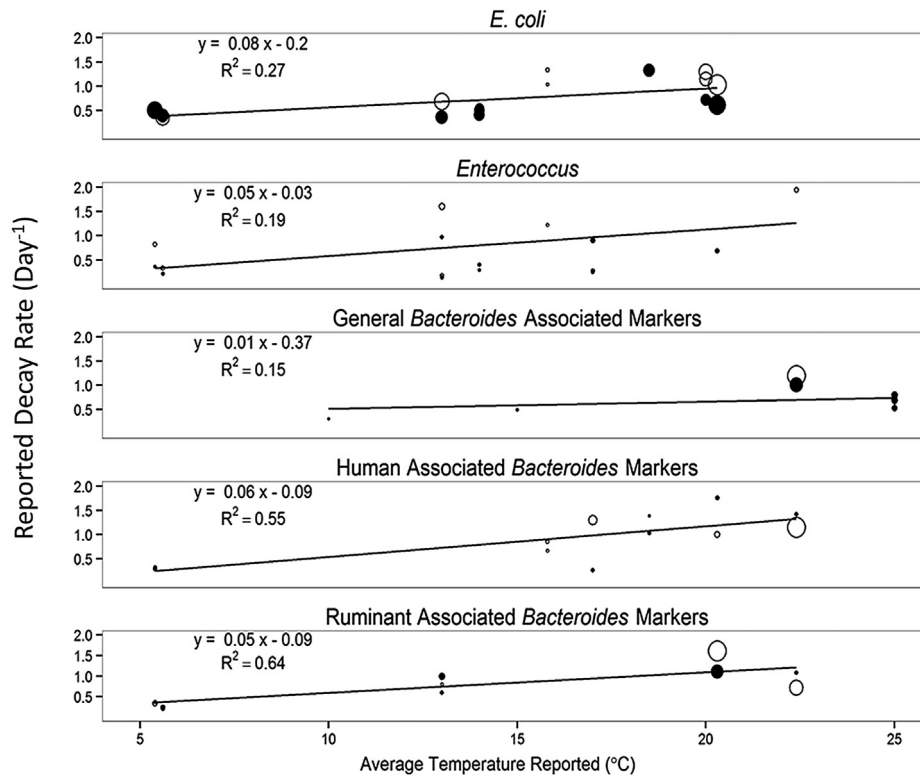 E. coli
y = 0.08 x - 0.2
R² = 0.27
2.0
1.5
1.0
0.5
Enterococcus
y = 0.05 x - 0.03
R² = 0.19
2.0
1.5
1.0
0.5
General Bacteroides Associated Markers
y = 0.01 x - 0.37
R² = 0.15
2.0
1.5
1.0
0.5
Human Associated Bacteroides Markers
y = 0.06 x - 0.09
R² = 0.55
2.0
1.5
1.0
0.5
Ruminant Associated Bacteroides Markers
y = 0.05 x - 0.09
R² = 0.64
2.0
1.5
1.0
0.5
Reported Decay Rate (Day⁻¹)
5 10 15 20 25
Average Temperature Reported (°C)